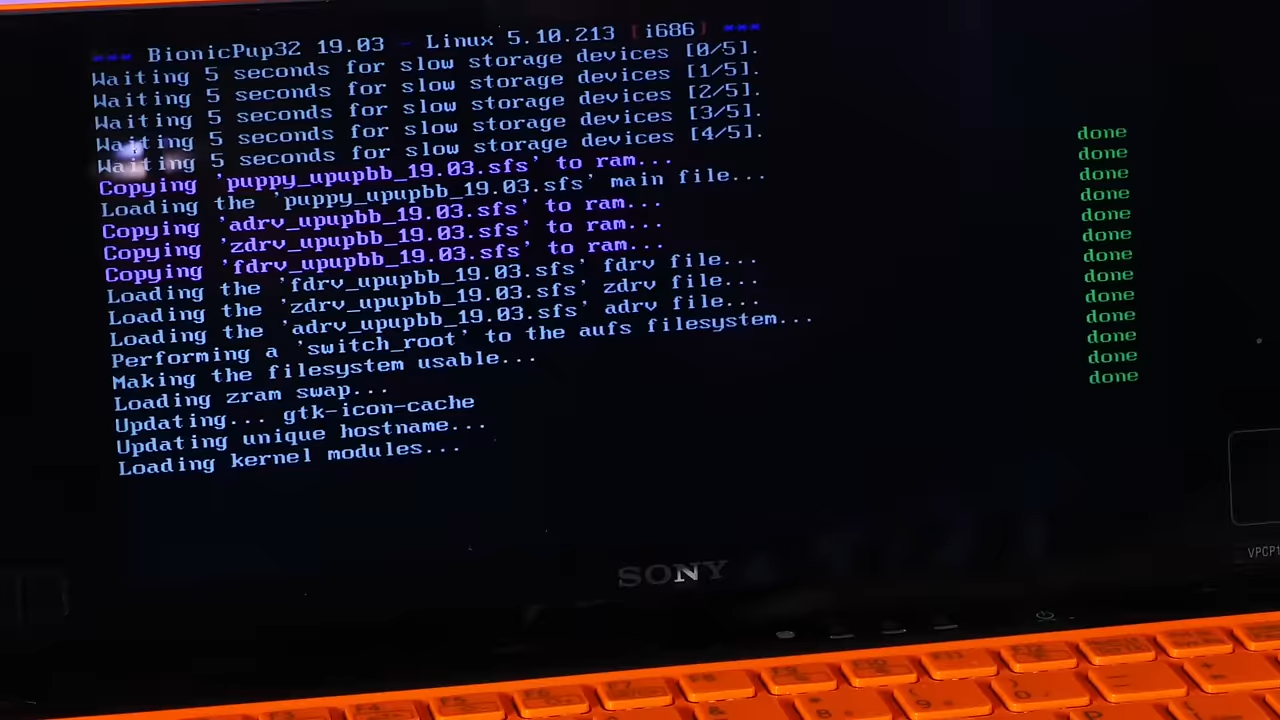 *** BionicPup32 19.03 - Linux 5.10.213 [i686] ***
Waiting 5 seconds for slow storage devices [0/5].
Waiting 5 seconds for slow storage devices [1/5].
Waiting 5 seconds for slow storage devices [2/5].
Waiting 5 seconds for slow storage devices [3/5].
Waiting 5 seconds for slow storage devices [4/5].
Copying 'puppy_upupbb_19.03.sfs' to ram... done
Loading the 'puppy_upupbb_19.03.sfs' main file... done
Copying 'adrv_upupbb_19.03.sfs' to ram... done
Copying 'zdrv_upupbb_19.03.sfs' to ram... done
Copying 'fdrv_upupbb_19.03.sfs' to ram... done
Loading the 'fdrv_upupbb_19.03.sfs' fdrv file... done
Loading the 'zdrv_upupbb_19.03.sfs' zdrv file... done
Loading the 'adrv_upupbb_19.03.sfs' adrv file... done
Performing a 'switch_root' to the aufs filesystem... done
Making the filesystem usable... done
Loading zram swap... done
Updating... gtk-icon-cache done
Updating unique hostname... done
Loading kernel modules...
SONY
VPCP1